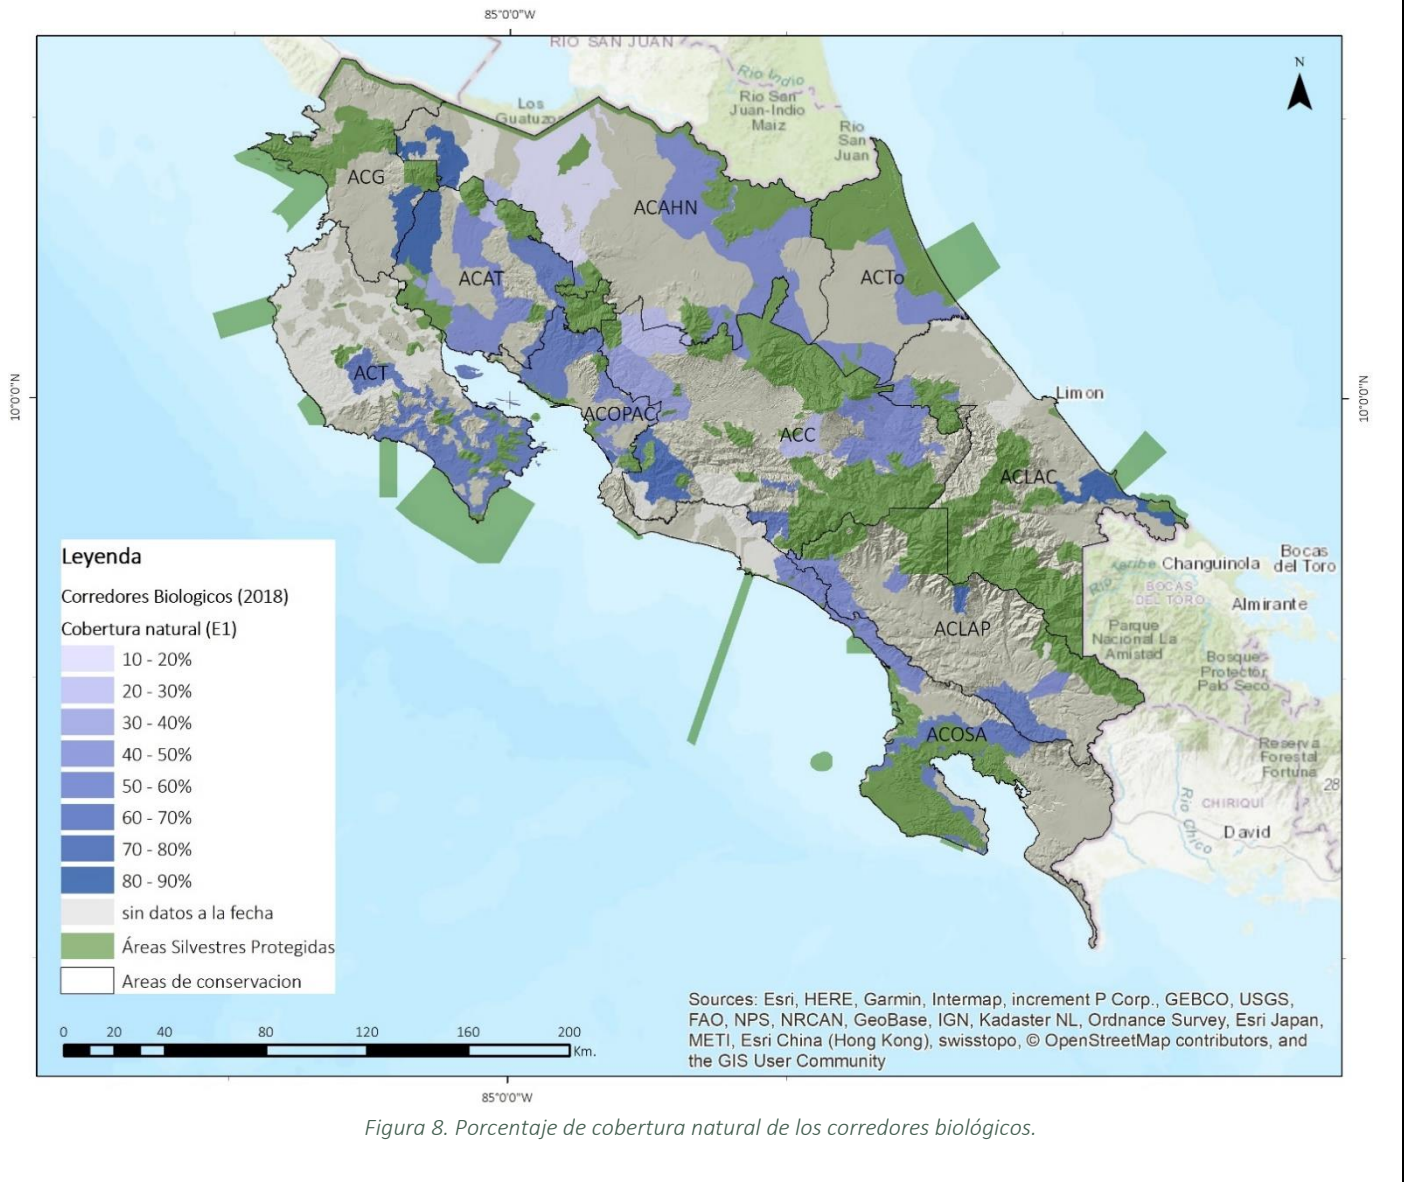 85°0'0"W
RIO SAN JUAN
N
Rio Indio
Los
Guatuzos
Rio San
Juan-Indio
Maiz
Rio
San
Juan
ACG
ACAHN
ACAT
ACTo
10°0'0"N
10°0'0"N
ACT
Limon
ACOPAC
ACC
ACLAC
Changuinola
Bocas
del Toro
BOCAS
DEL TORO
Almirante
ACLAP
Parque
Nacional La
Amistad
Bosque
Protector
Palo Seco
ACOSA
Reserva
Forestal
Fortuna
28
CHIRIQUI
Rio Chico
David
Leyenda
Corredores Biologicos (2018)
Cobertura natural (E1)
10 - 20%
20 - 30%
30 - 40%
40 - 50%
50 - 60%
60 - 70%
70 - 80%
80 - 90%
sin datos a la fecha
Áreas Silvestres Protegidas
Areas de conservacion
0 20 40 80 120 160 200
Km.
Sources: Esri, HERE, Garmin, Intermap, increment P Corp., GEBCO, USGS,
FAO, NPS, NRCAN, GeoBase, IGN, Kadaster NL, Ordnance Survey, Esri Japan,
METI, Esri China (Hong Kong), swisstopo, © OpenStreetMap contributors, and
the GIS User Community
85°0'0"W
Figura 8. Porcentaje de cobertura natural de los corredores biológicos.